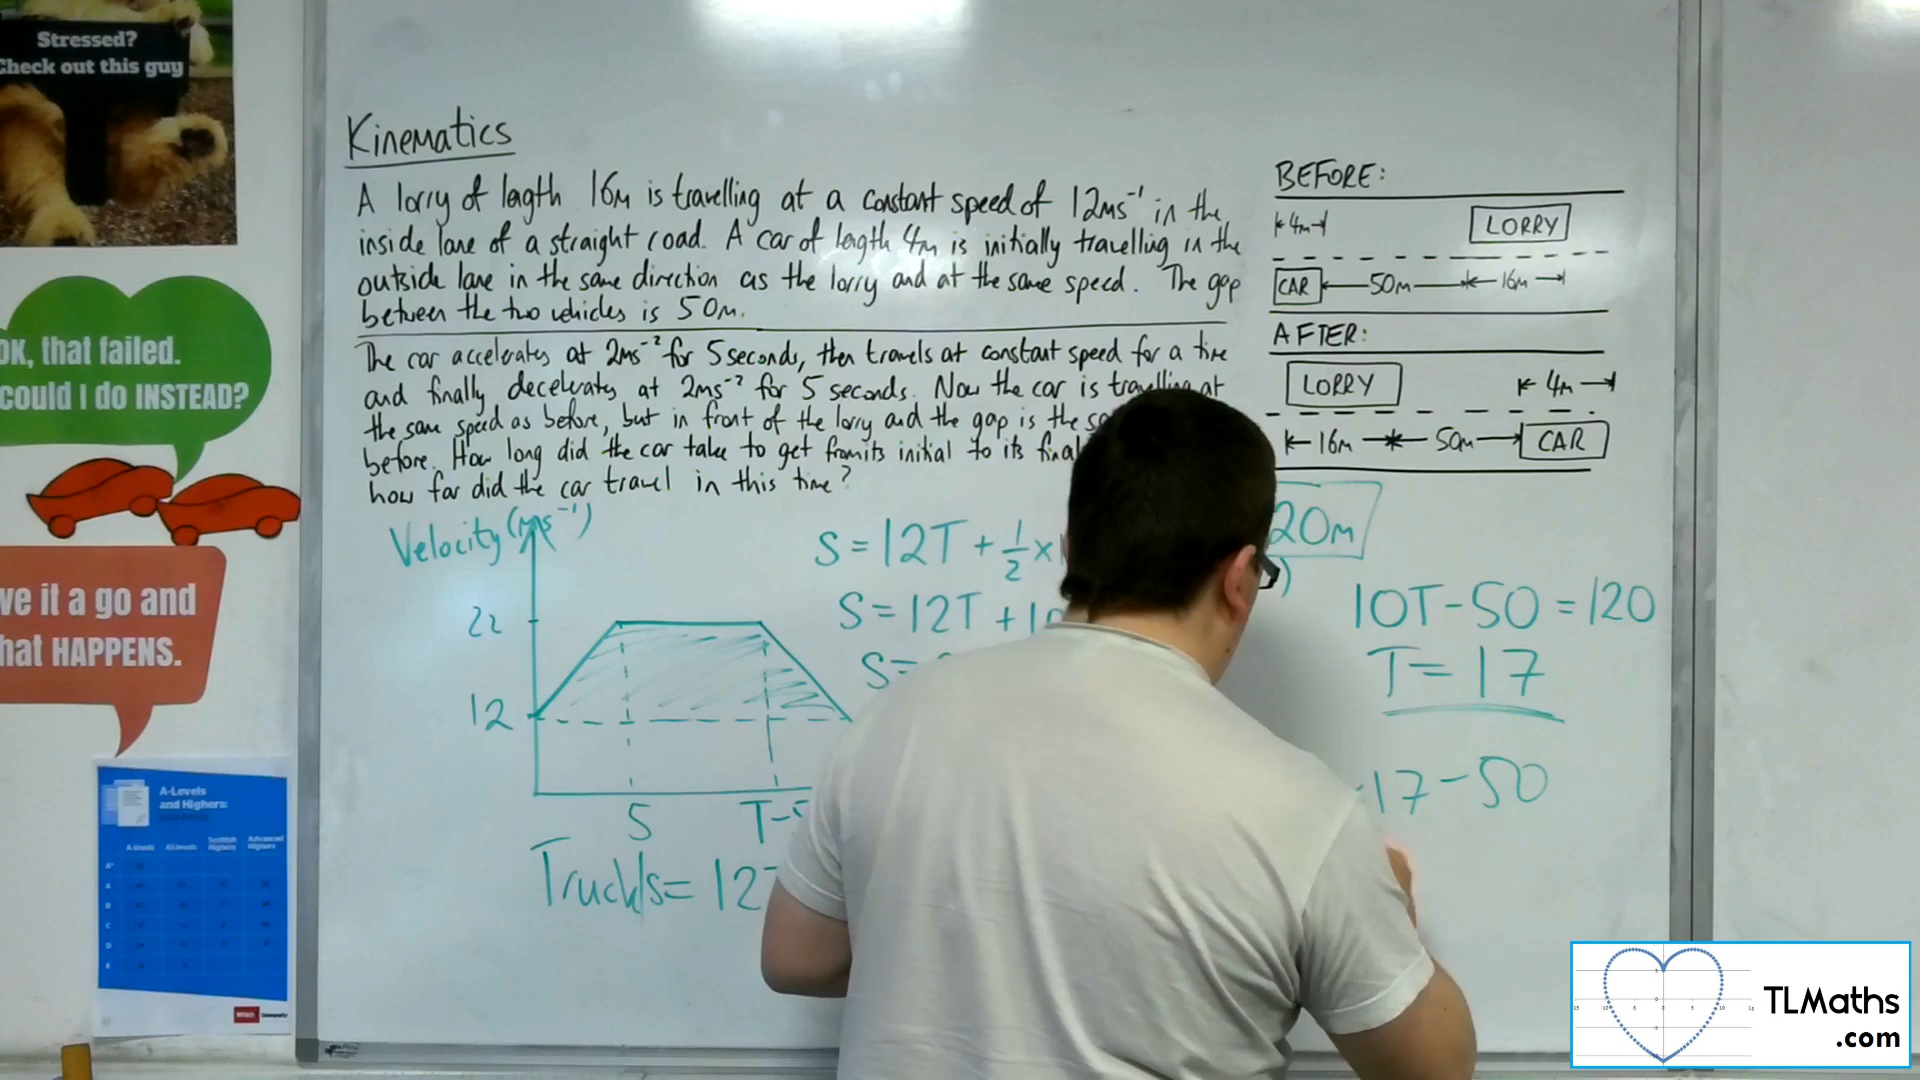 Stressed?
Check out this guy
OK, that failed.
could I do INSTEAD?
ve it a go and
hat HAPPENS.
A-Levels
and Highers:
Kinematics
A lorry of length 16m is travelling at a constant speed of 12ms⁻¹ in the
inside lane of a straight road. A car of length 4m is initially travelling in the
outside lane in the same direction as the lorry and at the same speed. The gap
between the two vehicles is 50m.
The car accelerates at 2ms⁻² for 5 seconds, then travels at constant speed for a time
and finally decelerates at 2ms⁻² for 5 seconds. Now the car is travelling at
the same speed as before, but in front of the lorry and the gap is the
before. How long did the car take to get from its initial to its
how far did the car travel in this time?
BEFORE:
4m
LORRY
CAR 50m 16m
AFTER:
LORRY 4m
16m 50m CAR
Velocity (ms⁻¹)
22
12
5 T-5
Truck s= 12
S = 12T + 1/2 ×
S = 12T + 10
S =
20m
10T - 50 = 120
T = 17
17 - 50
TLMaths
.com